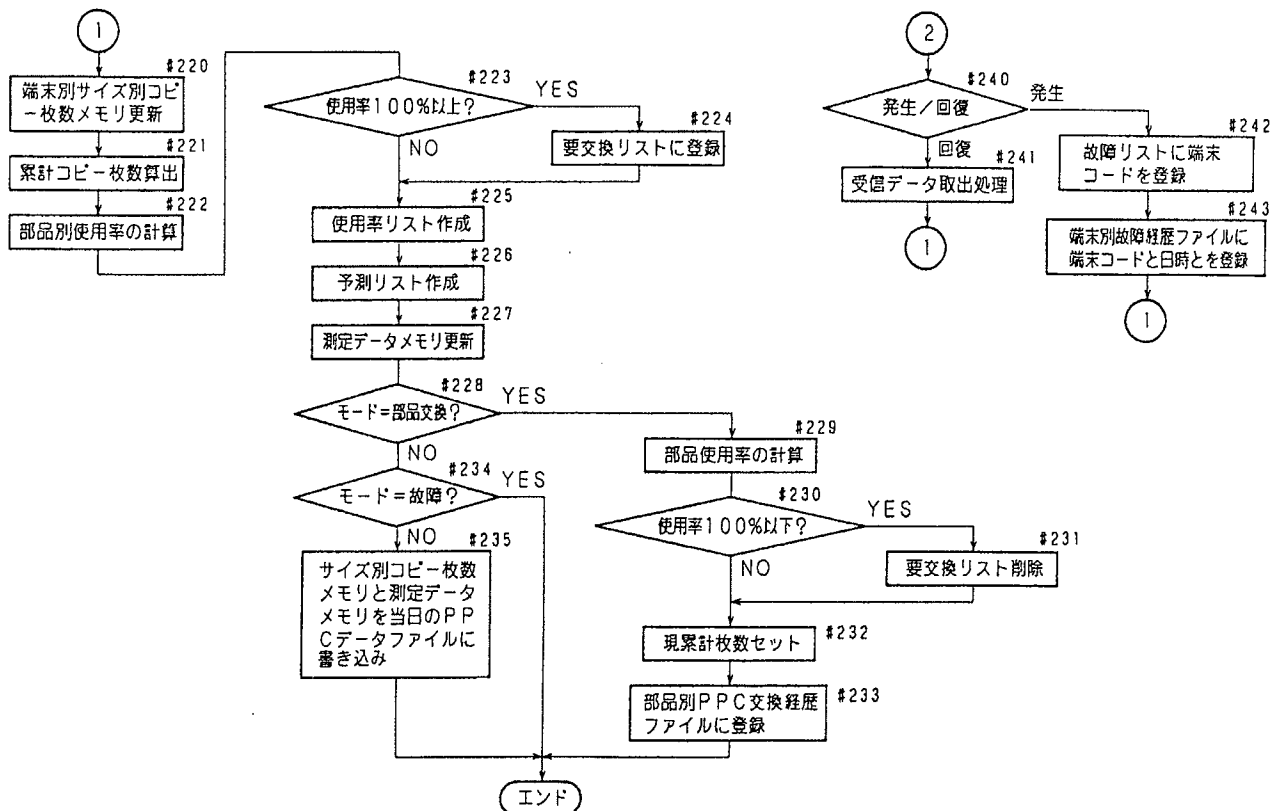 1
#220
端末別サイズ別コピ
ー枚数メモリ更新
#221
累計コピー枚数算出
#222
部品別使用率の計算
#223
使用率100%以上?
YES
NO
#224
要交換リストに登録
#225
使用率リスト作成
#226
予測リスト作成
#227
測定データメモリ更新
#228
モード=部品交換?
YES
NO
#229
部品使用率の計算
#230
使用率100%以下?
YES
NO
#231
要交換リスト削除
#232
現累計枚数セット
#233
部品別PPC交換経歴
ファイルに登録
#234
モード=故障?
YES
NO
#235
サイズ別コピー枚数
メモリと測定データ
メモリを当日のPP
Cデータファイルに
書き込み
エンド
2
#240
発生/回復
発生
回復
#241
受信データ取出処理
1
#242
故障リストに端末
コードを登録
#243
端末別故障経歴ファイルに
端末コードと日時とを登録
1